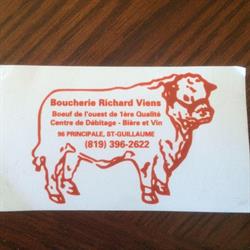 Boucherie Richard Viens
Boeuf de l'ouest de 1ère Qualité
Centre de Débitage - Bière et Vin
96 PRINCIPALE, ST-GUILLAUME
(819) 396-2622